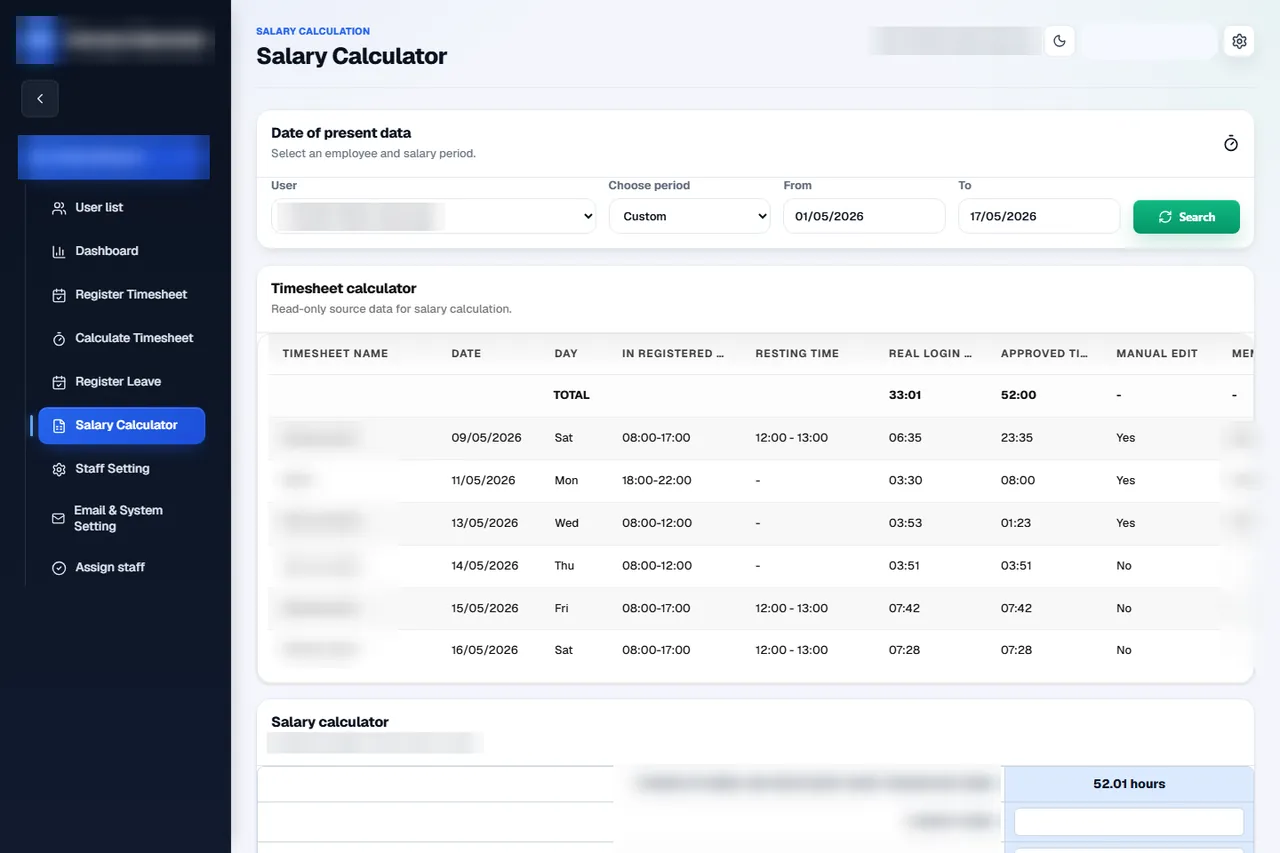 SALARY CALCULATION
Salary Calculator
User list
Dashboard
Register Timesheet
Calculate Timesheet
Register Leave
Salary Calculator
Staff Setting
Email & System
Setting
Assign staff
Date of present data
Select an employee and salary period.
User Choose period From To
Custom 01/05/2026 17/05/2026 Search
Timesheet calculator
Read-only source data for salary calculation.
TIMESHEET NAME DATE DAY IN REGISTERED ... RESTING TIME REAL LOGIN ... APPROVED TI... MANUAL EDIT MEM
TOTAL 33:01 52:00 - -
09/05/2026 Sat 08:00-17:00 12:00 - 13:00 06:35 23:35 Yes
11/05/2026 Mon 18:00-22:00 - 03:30 08:00 Yes
13/05/2026 Wed 08:00-12:00 - 03:53 01:23 Yes
14/05/2026 Thu 08:00-12:00 - 03:51 03:51 No
15/05/2026 Fri 08:00-17:00 12:00 - 13:00 07:42 07:42 No
16/05/2026 Sat 08:00-17:00 12:00 - 13:00 07:28 07:28 No
Salary calculator
52.01 hours